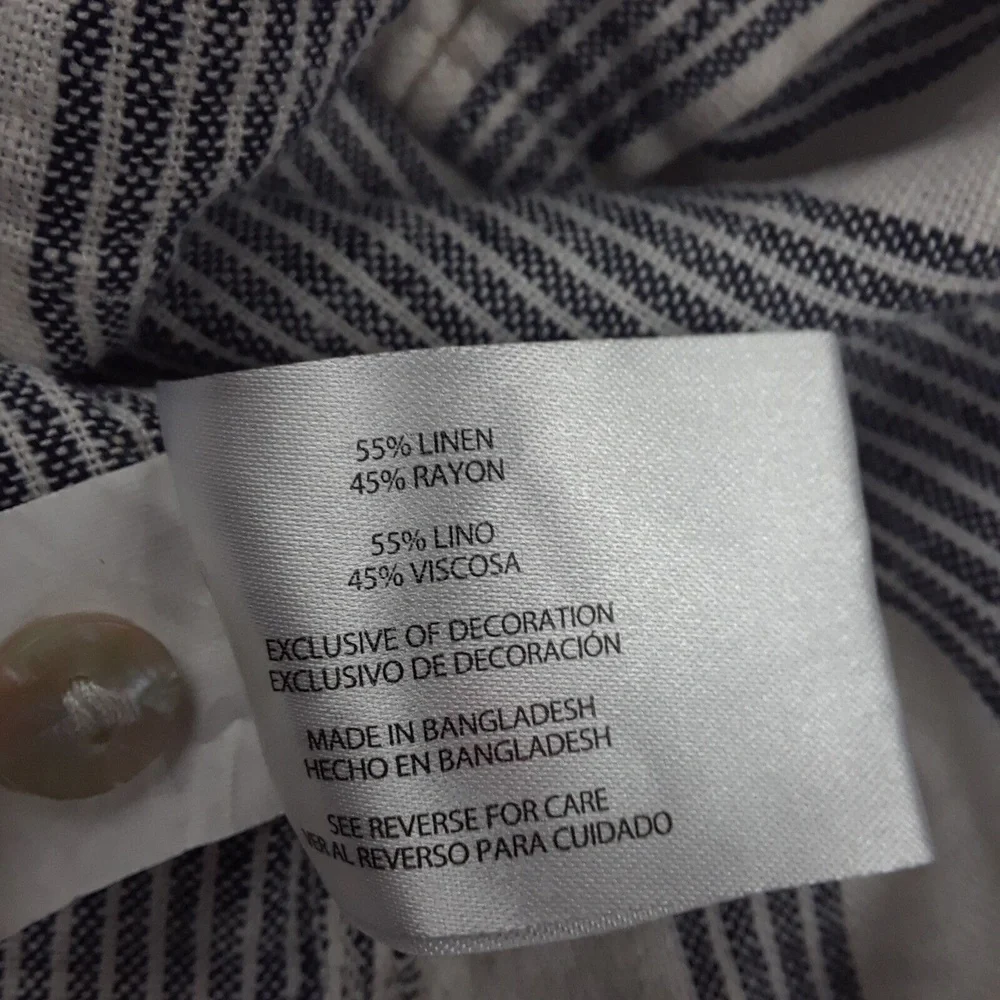 55% LINEN
45% RAYON
55% LINO
45% VISCOSA
EXCLUSIVE OF DECORATION
EXCLUSIVO DE DECORACIÓN
MADE IN BANGLADESH
HECHO EN BANGLADESH
SEE REVERSE FOR CARE
VER AL REVERSO PARA CUIDADO